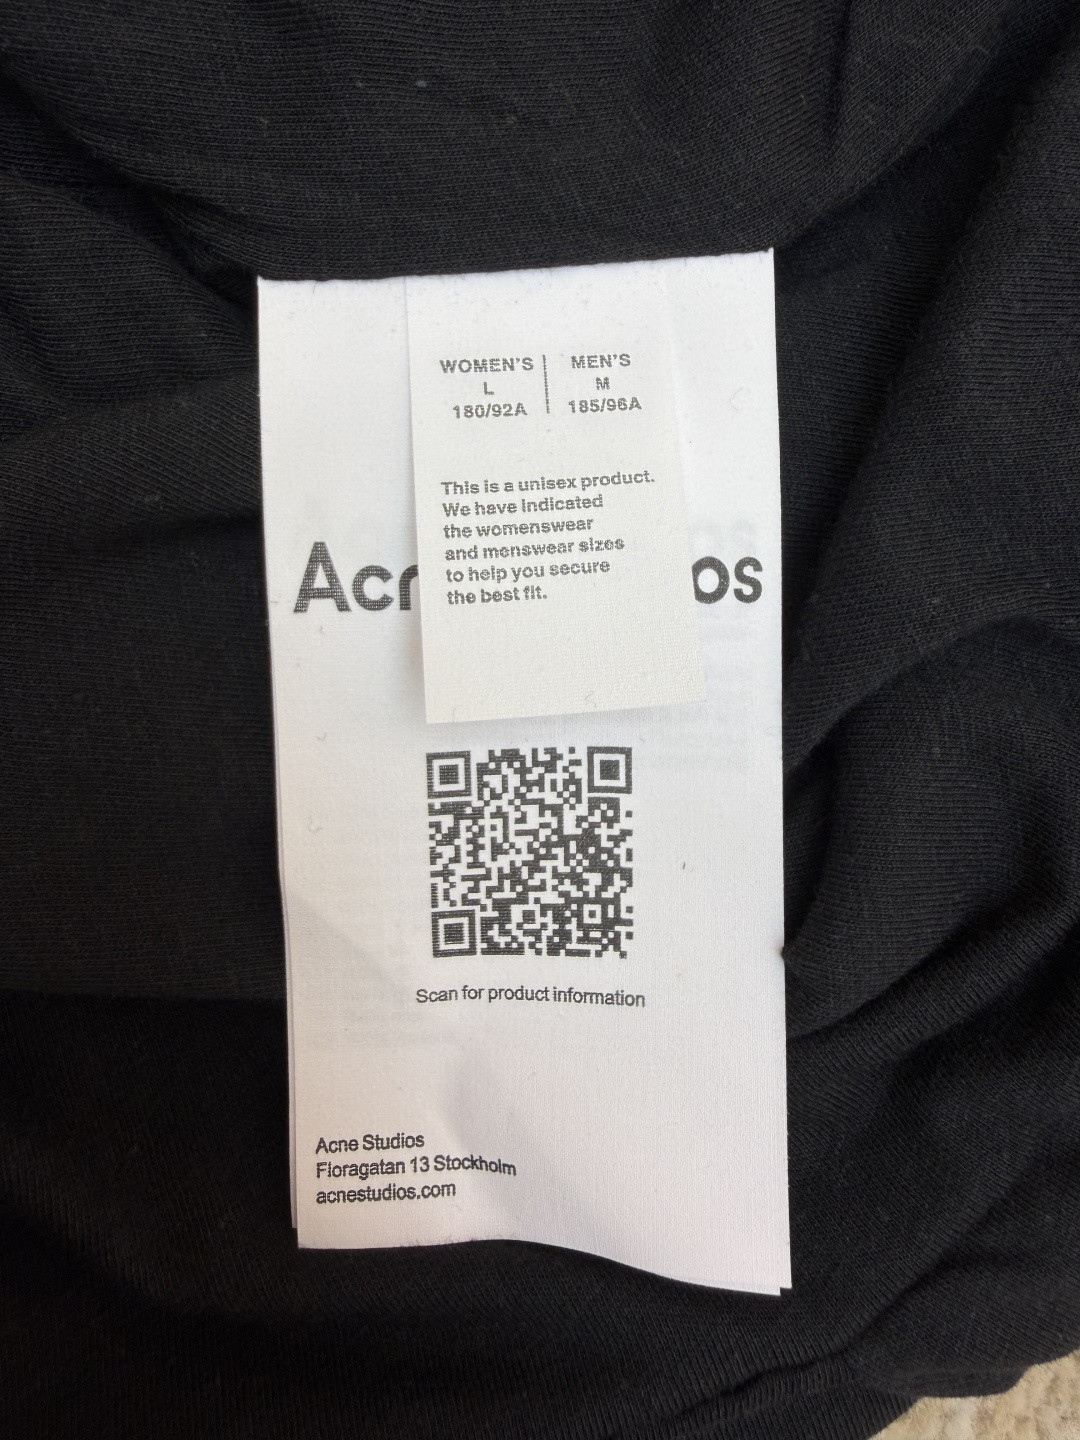 WOMEN'S | MEN'S
L | M
180/92A | 185/96A
This is a unisex product.
We have indicated
the womenswear
and menswear sizes
to help you secure
the best fit.
Acn os
Scan for product information
Acne Studios
Floragatan 13 Stockholm
acnestudios.com